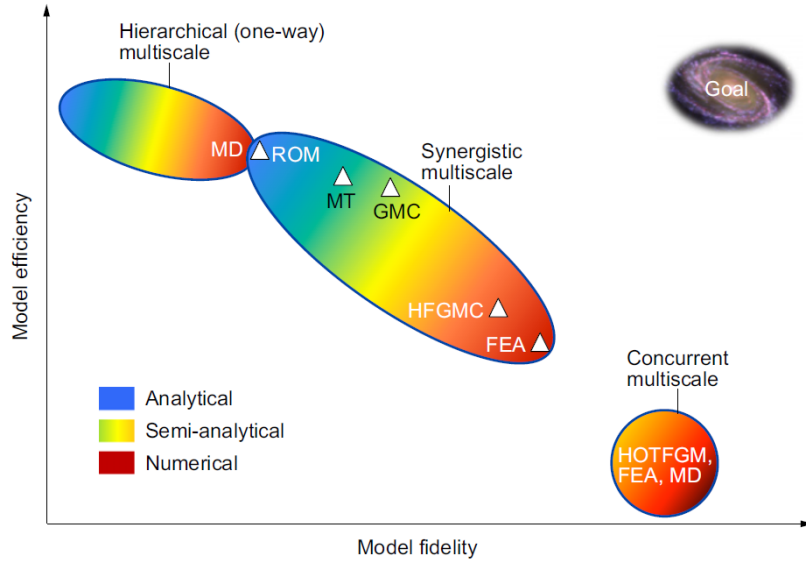 Hierarchical (one-way)
multiscale
Goal
MD
ROM
Synergistic
multiscale
MT
GMC
HFGMC
FEA
Concurrent
multiscale
HOTFGM,
FEA, MD
Analytical
Semi-analytical
Numerical
Model efficiency
Model fidelity